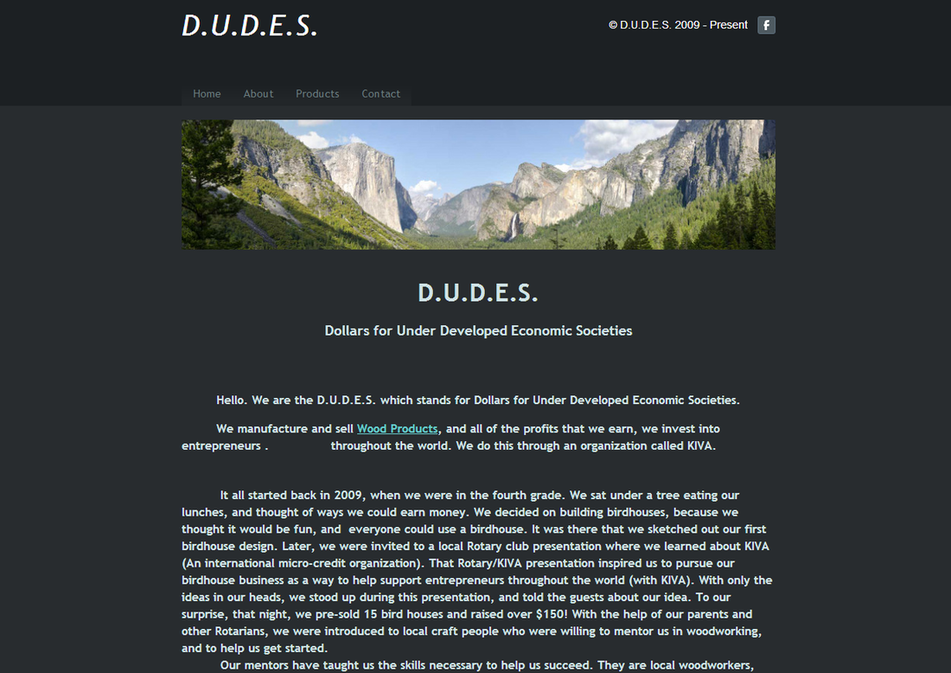 D.U.D.E.S.
© D.U.D.E.S. 2009 - Present
Home About Products Contact
D.U.D.E.S.
Dollars for Under Developed Economic Societies
Hello. We are the D.U.D.E.S. which stands for Dollars for Under Developed Economic Societies.
We manufacture and sell Wood Products, and all of the profits that we earn, we invest into
entrepreneurs . throughout the world. We do this through an organization called KIVA.
It all started back in 2009, when we were in the fourth grade. We sat under a tree eating our
lunches, and thought of ways we could earn money. We decided on building birdhouses, because we
thought it would be fun, and everyone could use a birdhouse. It was there that we sketched out our first
birdhouse design. Later, we were invited to a local Rotary club presentation where we learned about KIVA
(An international micro-credit organization). That Rotary/KIVA presentation inspired us to pursue our
birdhouse business as a way to help support entrepreneurs throughout the world (with KIVA). With only the
ideas in our heads, we stood up during this presentation, and told the guests about our idea. To our
surprise, that night, we pre-sold 15 bird houses and raised over $150! With the help of our parents and
other Rotarians, we were introduced to local craft people who were willing to mentor us in woodworking,
and to help us get started.
Our mentors have taught us the skills necessary to help us succeed. They are local woodworkers,